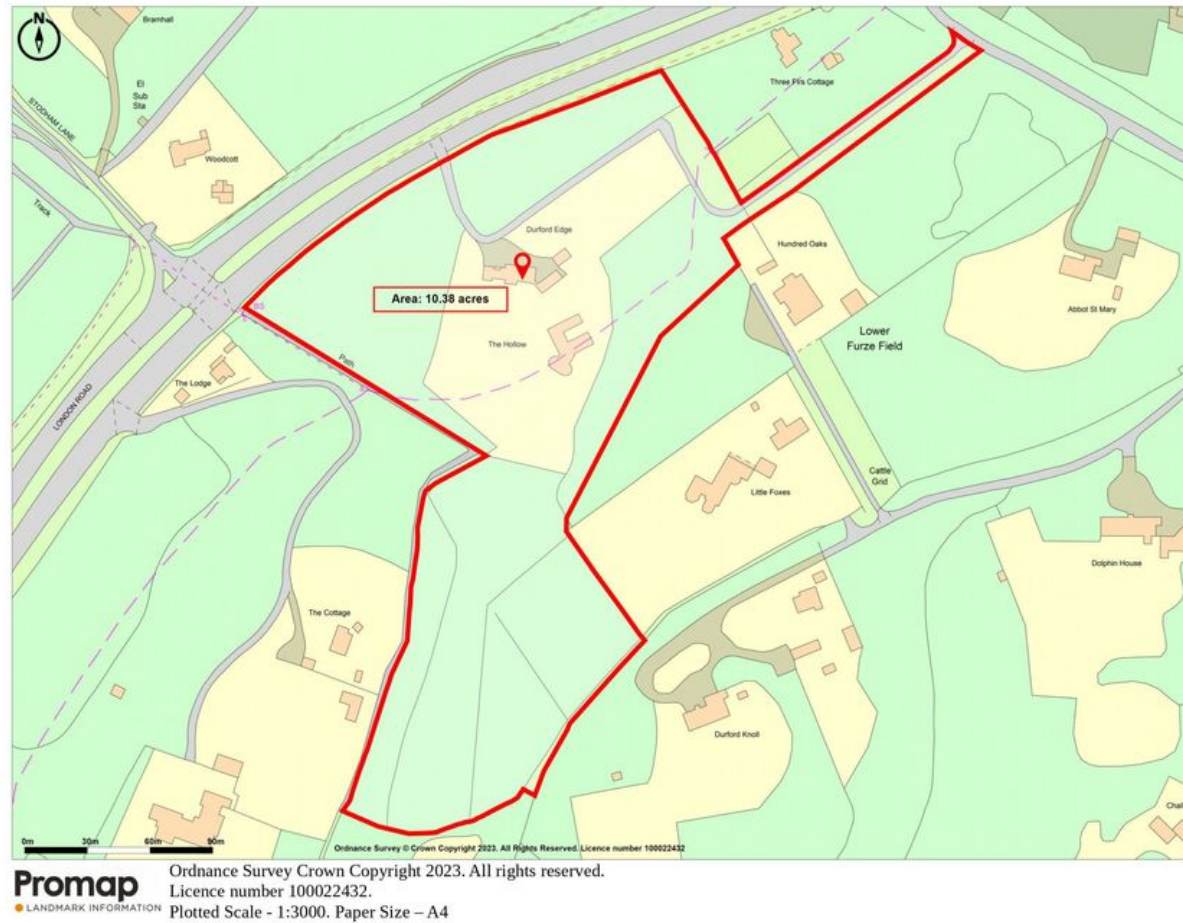 N
Bramhall
El
Sub
Sta
STODHAM LANE
Woodcott
Track
Three Firs Cottage
Durford Edge
Hundred Oaks
Area: 10.38 acres
BS
Abbot St Mary
Lower
Furze Field
The Hollow
Path
The Lodge
LONDON ROAD
Cattle
Grid
Little Foxes
Dolphin House
The Cottage
Durford Knoll
Chal
0m 30m 60m 90m
Ordnance Survey © Crown Copyright 2023. All Rights Reserved. Licence number 100022432
Promap
LANDMARK INFORMATION
Ordnance Survey Crown Copyright 2023. All rights reserved.
Licence number 100022432.
Plotted Scale - 1:3000. Paper Size – A4